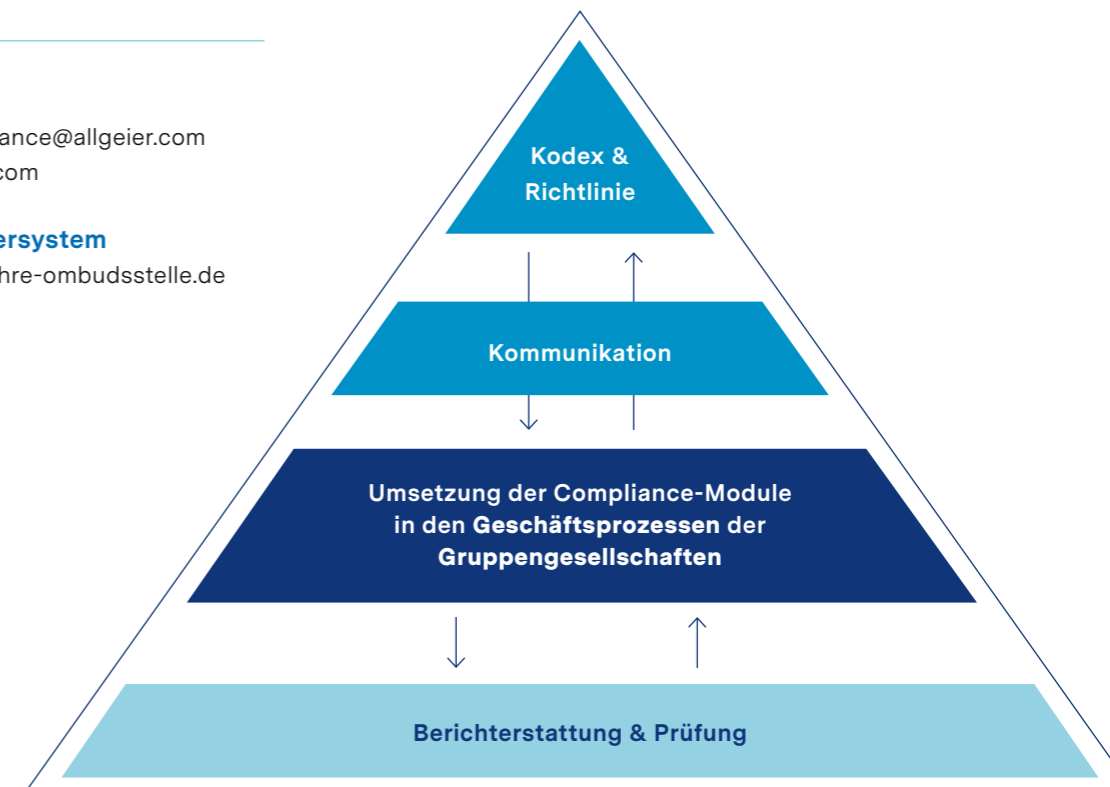 ance@allgeier.com
com
ersystem
hre-ombudsstelle.de
Kodex &
Richtlinie
Kommunikation
Umsetzung der Compliance-Module
in den Geschäftsprozessen der
Gruppengesellschaften
Berichterstattung & Prüfung